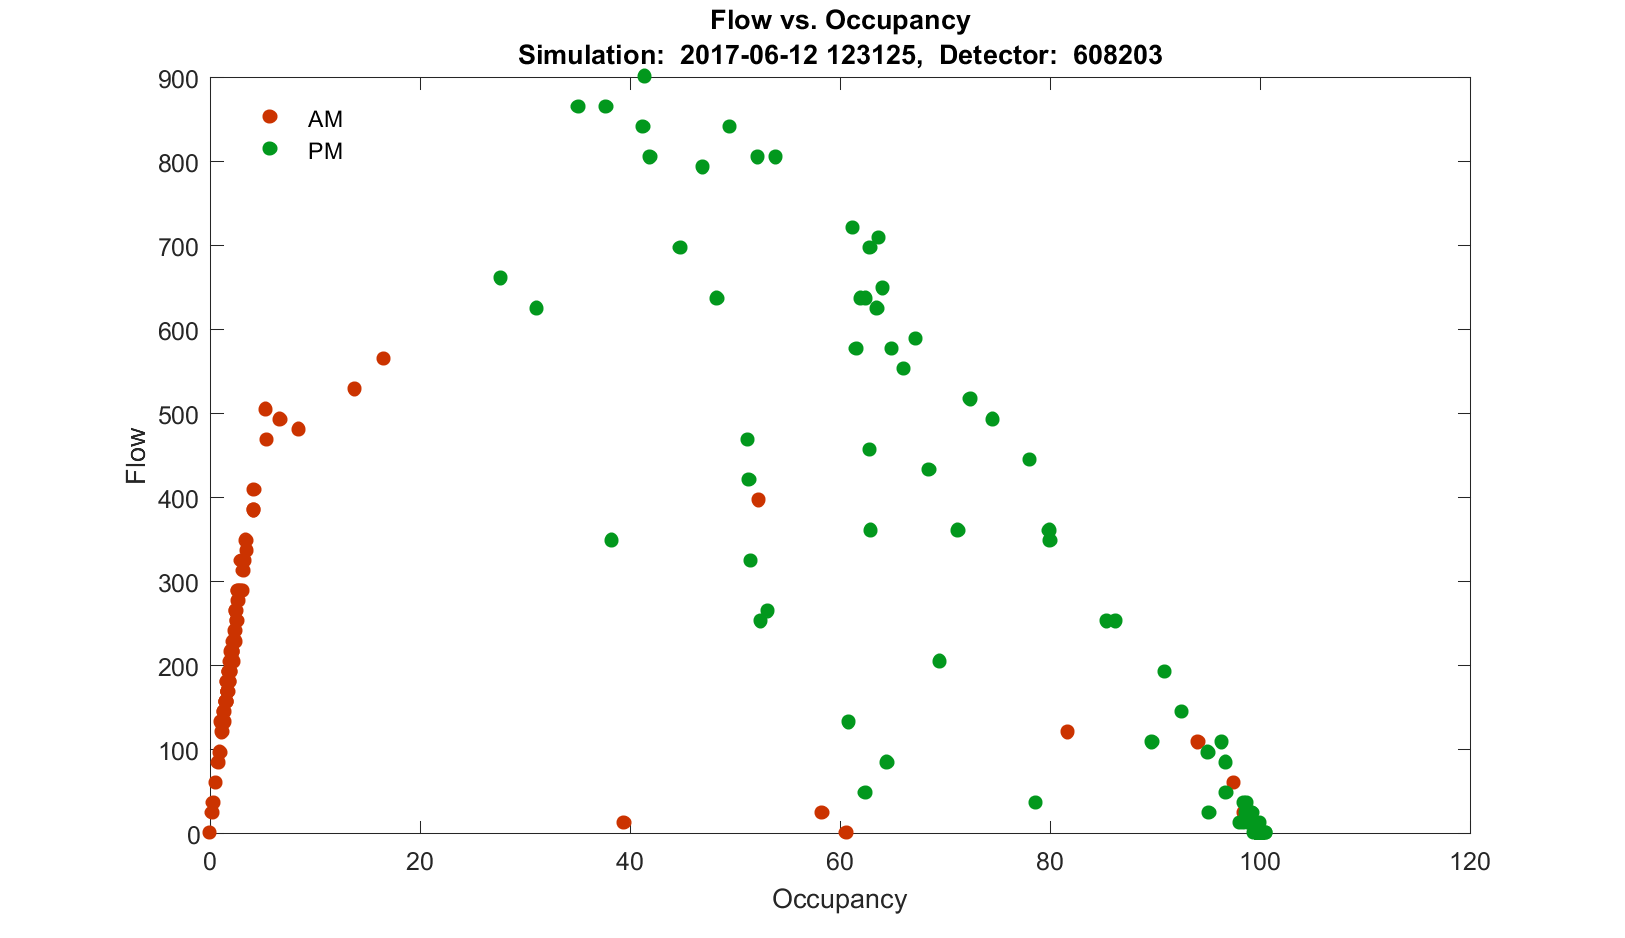 Flow vs. Occupancy
Simulation:  2017-06-12 123125,  Detector:  608203
AM
PM
900
800
700
600
500
400
300
200
100
0
Flow
0 20 40 60 80 100 120
Occupancy